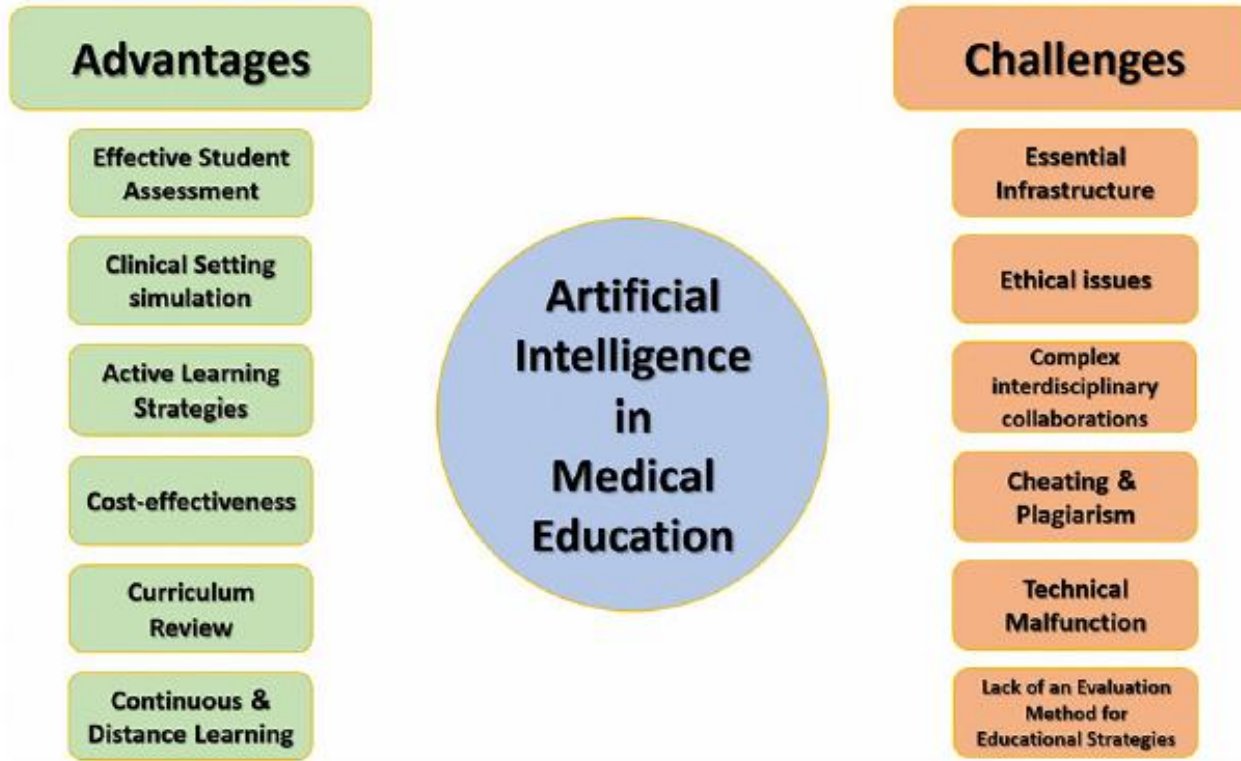 Advantages
Effective Student
Assessment
Clinical Setting
simulation
Active Learning
Strategies
Cost-effectiveness
Curriculum
Review
Continuous &
Distance Learning
Artificial
Intelligence
in
Medical
Education
Challenges
Essential
Infrastructure
Ethical issues
Complex
interdisciplinary
collaborations
Cheating &
Plagiarism
Technical
Malfunction
Lack of an Evaluation
Method for
Educational Strategies